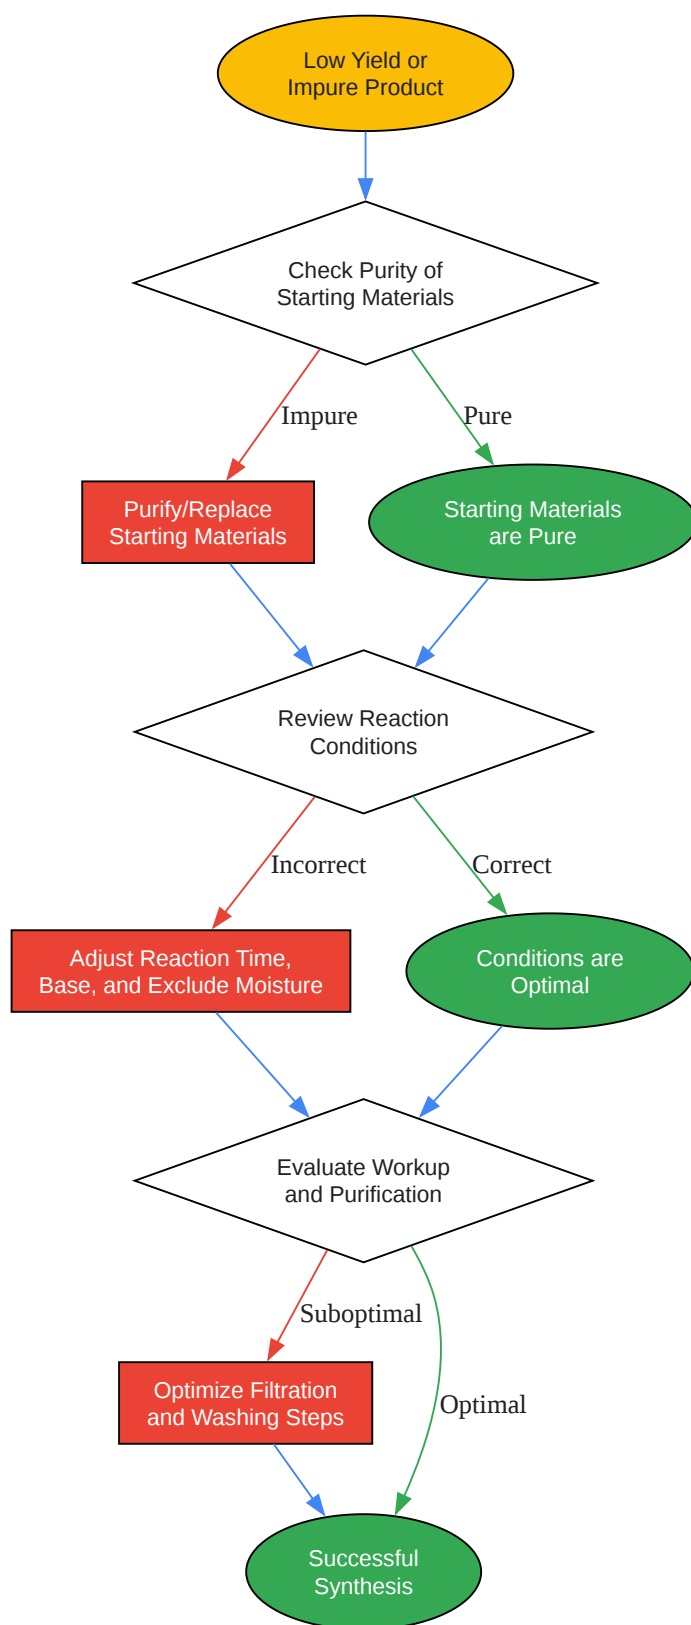 Low Yield or
Impure Product
Check Purity of
Starting Materials
Impure
Pure
Purify/Replace
Starting Materials
Starting Materials
are Pure
Review Reaction
Conditions
Incorrect
Correct
Adjust Reaction Time,
Base, and Exclude Moisture
Conditions are
Optimal
Evaluate Workup
and Purification
Suboptimal
Optimize Filtration
and Washing Steps
Optimal
Successful
Synthesis